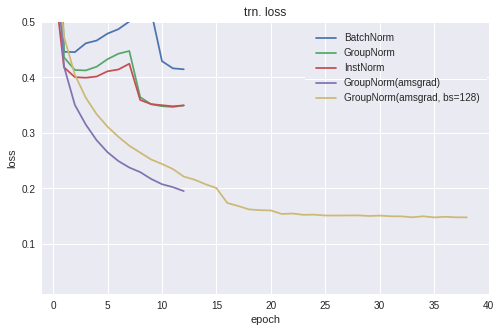 trn. loss
0.5
0.4
0.3
0.2
0.1
loss
BatchNorm
GroupNorm
InstNorm
GroupNorm(amsgrad)
GroupNorm(amsgrad, bs=128)
0 5 10 15 20 25 30 35 40
epoch